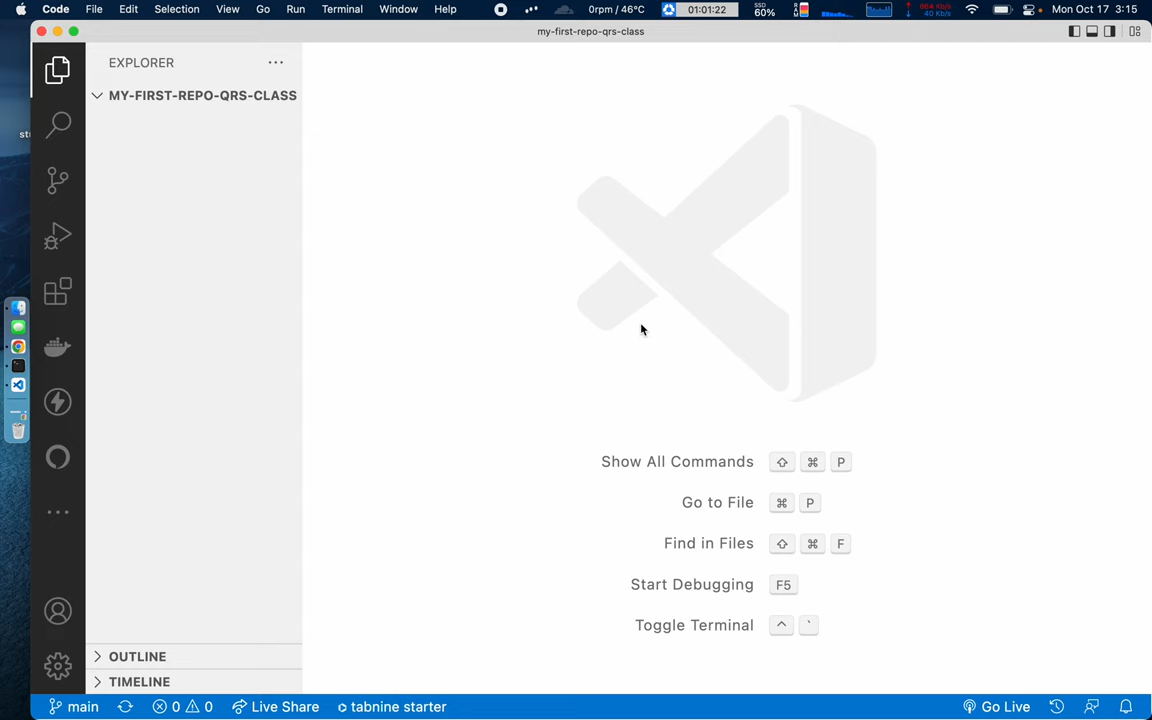 Code File Edit Selection View Go Run Terminal Window Help 0rpm / 46°C 01:01:22 SSD 60% Mon Oct 17 3:15
my-first-repo-qrs-class
EXPLORER
MY-FIRST-REPO-QRS-CLASS
Show All Commands ⇧ ⌘ P
Go to File ⌘ P
Find in Files ⇧ ⌘ F
Start Debugging F5
Toggle Terminal ^ `
OUTLINE
TIMELINE
main 0 0 Live Share tabnine starter Go Live